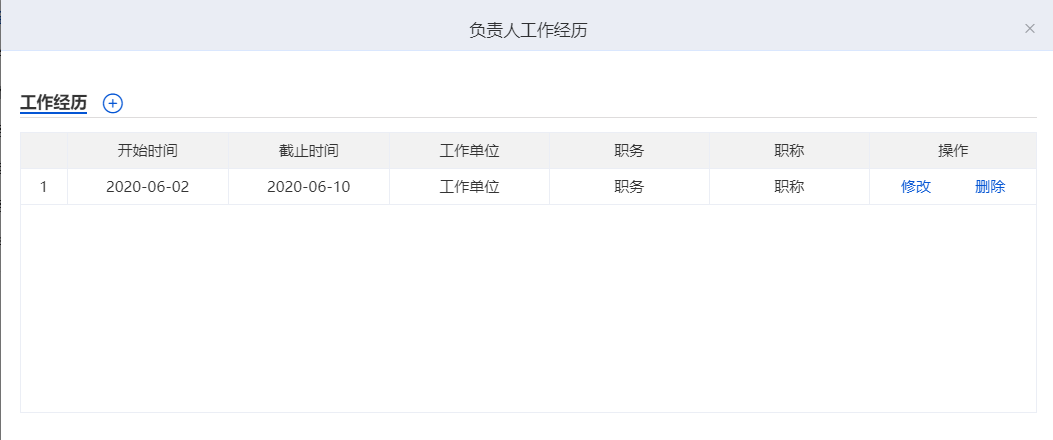 负责人工作经历
工作经历
开始时间 截止时间 工作单位 职务 职称 操作
1 2020-06-02 2020-06-10 工作单位 职务 职称 修改 删除